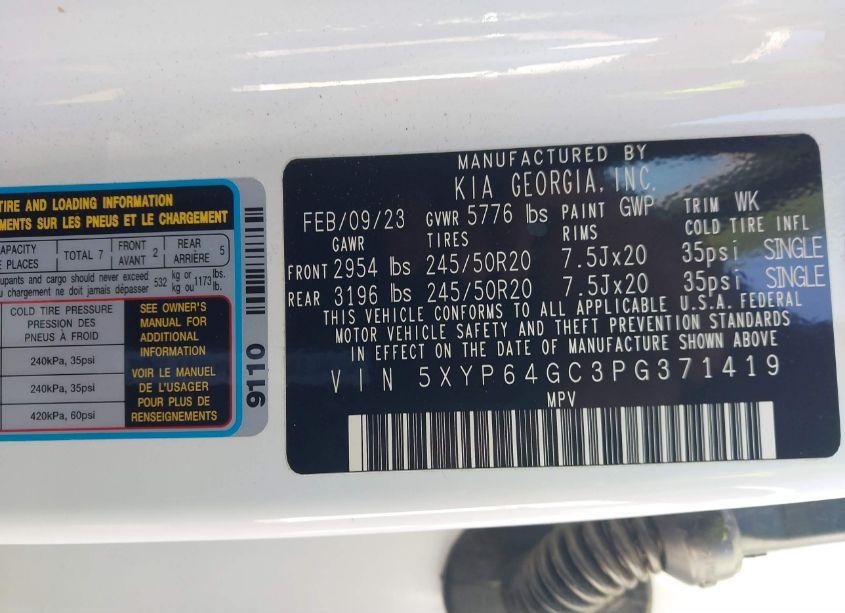 TIRE AND LOADING INFORMATION
SUR LES PNEUS ET LE CHARGEMENT
TOTAL 7
FRONT
AVANT 2
REAR
ARRIÈRE 5
PLACES
and cargo should never exceed 532 kg or 1173 lbs.
chargement ne doit jamais dépasser kg ou lb.
COLD TIRE PRESSURE
PRESSION DES
PNEUS À FROID
240kPa, 35psi
240kPa, 35psi
420kPa, 60psi
SEE OWNER'S
MANUAL FOR
ADDITIONAL
INFORMATION
VOIR LE MANUEL
DE L'USAGER
POUR PLUS DE
RENSEIGNEMENTS
9110
MANUFACTURED BY
KIA GEORGIA, INC.
FEB/09/23 GVWR 5776 lbs PAINT GWP TRIM WK
GAWR TIRES RIMS COLD TIRE INFL
FRONT 2954 lbs 245/50R20 7.5Jx20 35psi SINGLE
REAR 3196 lbs 245/50R20 7.5Jx20 35psi SINGLE
THIS VEHICLE CONFORMS TO ALL APPLICABLE U.S.A. FEDERAL
MOTOR VEHICLE SAFETY AND THEFT PREVENTION STANDARDS
IN EFFECT ON THE DATE OF MANUFACTURE SHOWN ABOVE
VIN 5XYP64GC3PG371419
MPV